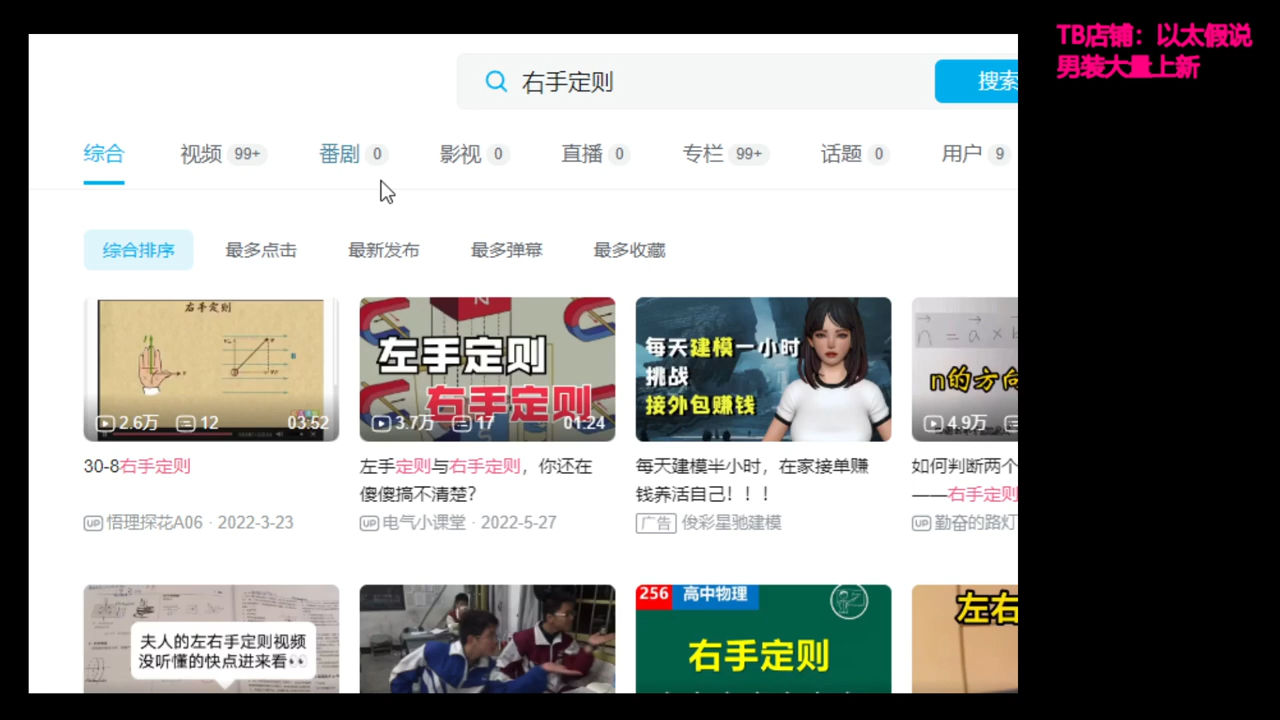 TB店铺：以太假说
男装大量上新
右手定则
搜索
综合 视频 99+ 番剧 0 影视 0 直播 0 专栏 99+ 话题 0 用户 9
综合排序 最多点击 最新发布 最多弹幕 最多收藏
右手定则
2.6万 12 03:52
左手定则
右手定则
3.7万 17 01:24
每天建模一小时
挑战
接外包赚钱
n的方向
4.9万
30-8右手定则
悟理探花A06 · 2022-3-23
左手定则与右手定则，你还在
傻傻搞不清楚？
电气小课堂 · 2022-5-27
每天建模半小时，在家接单赚
钱养活自己！！！
广告 俊彩星驰建模
如何判断两个
——右手定则
勤奋的路灯
夫人的左右手定则视频
没听懂的快点进来看👀
256 高中物理
右手定则
左右